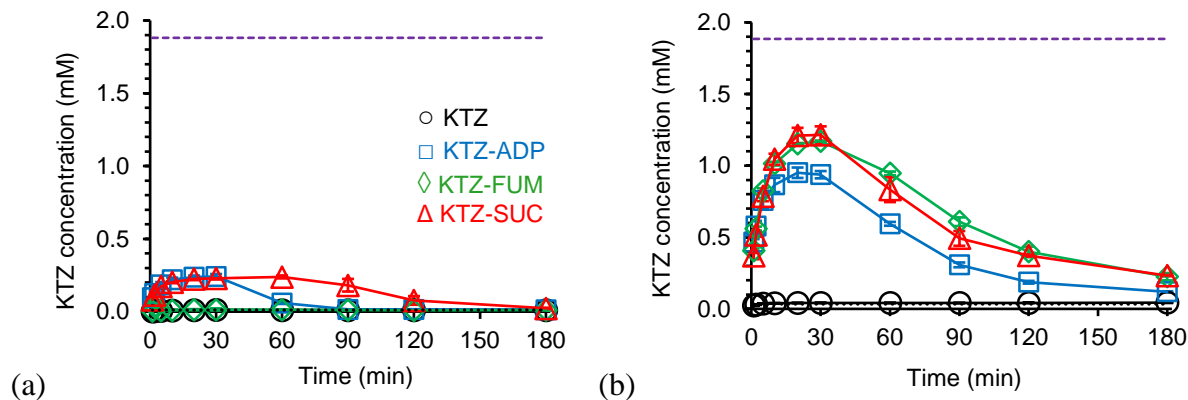 KTZ concentration (mM)
2.0
1.5
1.0
0.5
0.0
KTZ
KTZ-ADP
KTZ-FUM
KTZ-SUC
0 30 60 90 120 150 180
Time (min)
(a)
KTZ concentration (mM)
2.0
1.5
1.0
0.5
0.0
0 30 60 90 120 150 180
Time (min)
(b)